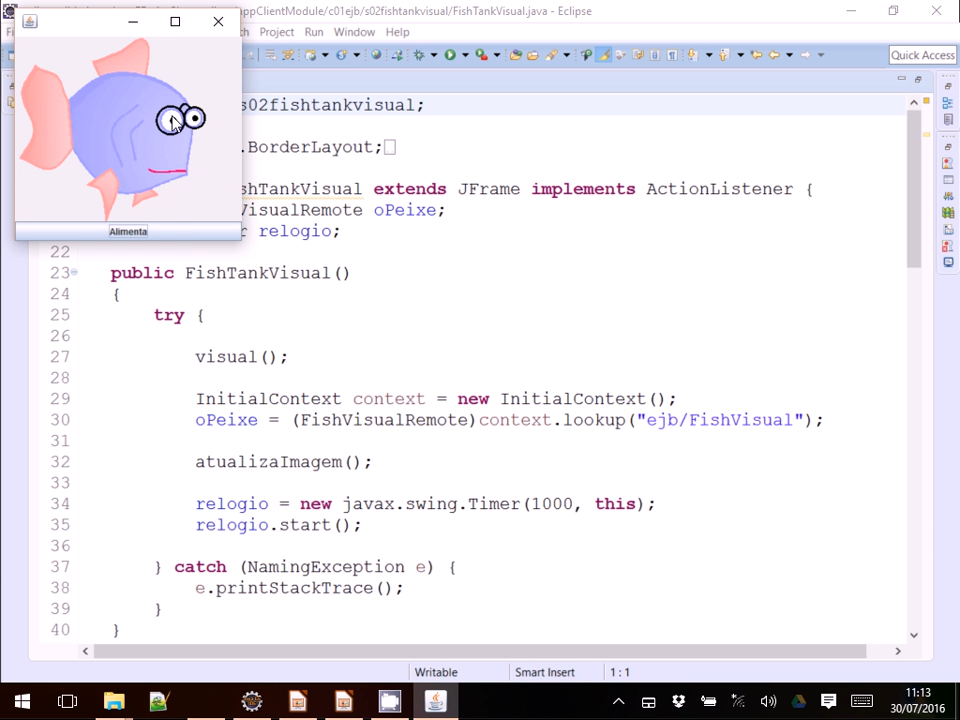 appClientModule/c01ejb/s02fishtankvisual/FishTankVisual.java - Eclipse
Project Run Window Help
Quick Access
s02fishtankvisual;
.BorderLayout;
shTankVisual extends JFrame implements ActionListener {
VisualRemote oPeixe;
r relogio;
Alimenta
22
23 public FishTankVisual()
24 {
25 try {
26
27 visual();
28
29 InitialContext context = new InitialContext();
30 oPeixe = (FishVisualRemote)context.lookup("ejb/FishVisual");
31
32 atualizaImagem();
33
34 relogio = new javax.swing.Timer(1000, this);
35 relogio.start();
36
37 } catch (NamingException e) {
38 e.printStackTrace();
39 }
40 }
Writable Smart Insert 1 : 1
11:13
30/07/2016